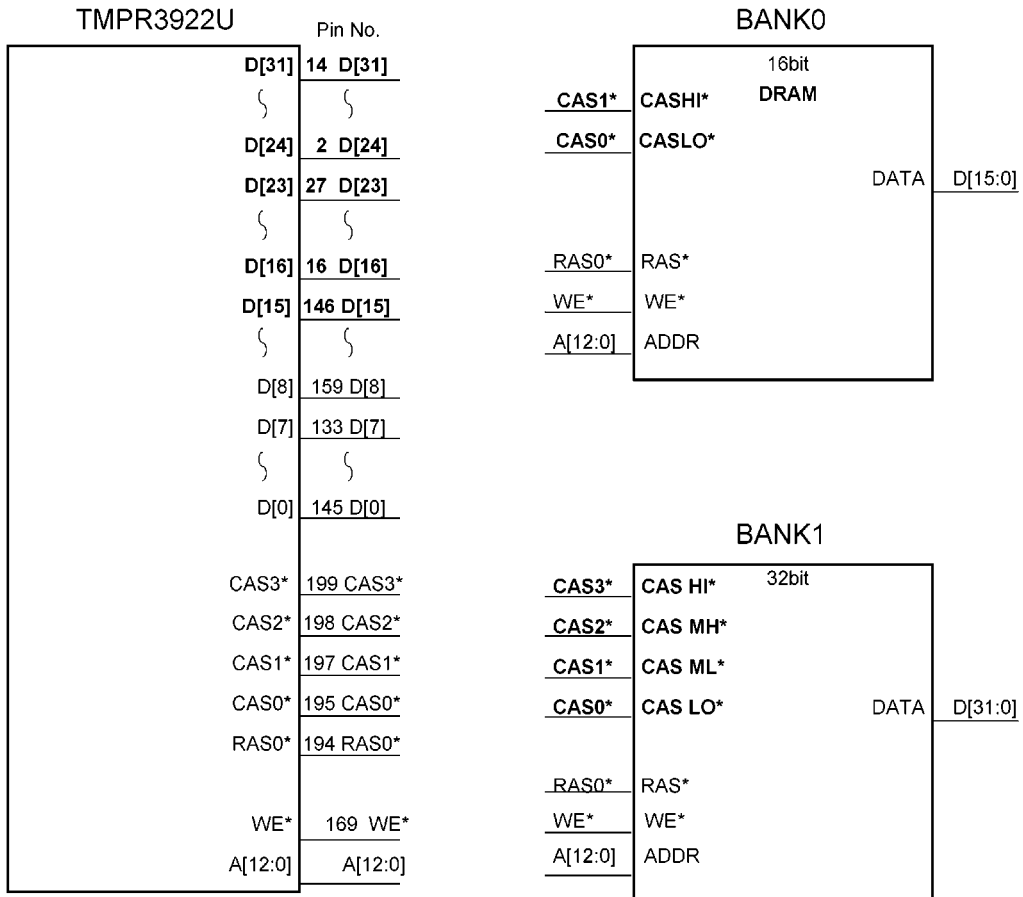 TMPR3922U
Pin No.
D[31] 14 D[31]
D[24] 2 D[24]
D[23] 27 D[23]
D[16] 16 D[16]
D[15] 146 D[15]
D[8] 159 D[8]
D[7] 133 D[7]
D[0] 145 D[0]
CAS3* 199 CAS3*
CAS2* 198 CAS2*
CAS1* 197 CAS1*
CAS0* 195 CAS0*
RAS0* 194 RAS0*
WE* 169 WE*
A[12:0] A[12:0]
BANK0
16bit
DRAM
CAS1* CASHI*
CAS0* CASLO*
DATA D[15:0]
RAS0* RAS*
WE* WE*
A[12:0] ADDR
BANK1
32bit
CAS3* CAS HI*
CAS2* CAS MH*
CAS1* CAS ML*
CAS0* CAS LO*
DATA D[31:0]
RAS0* RAS*
WE* WE*
A[12:0] ADDR